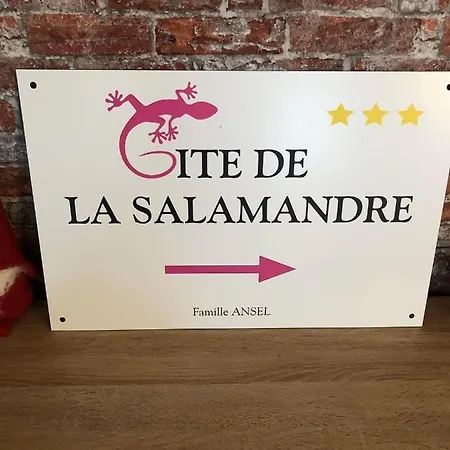 GITE DE
LA SALAMANDRE
Famille ANSEL